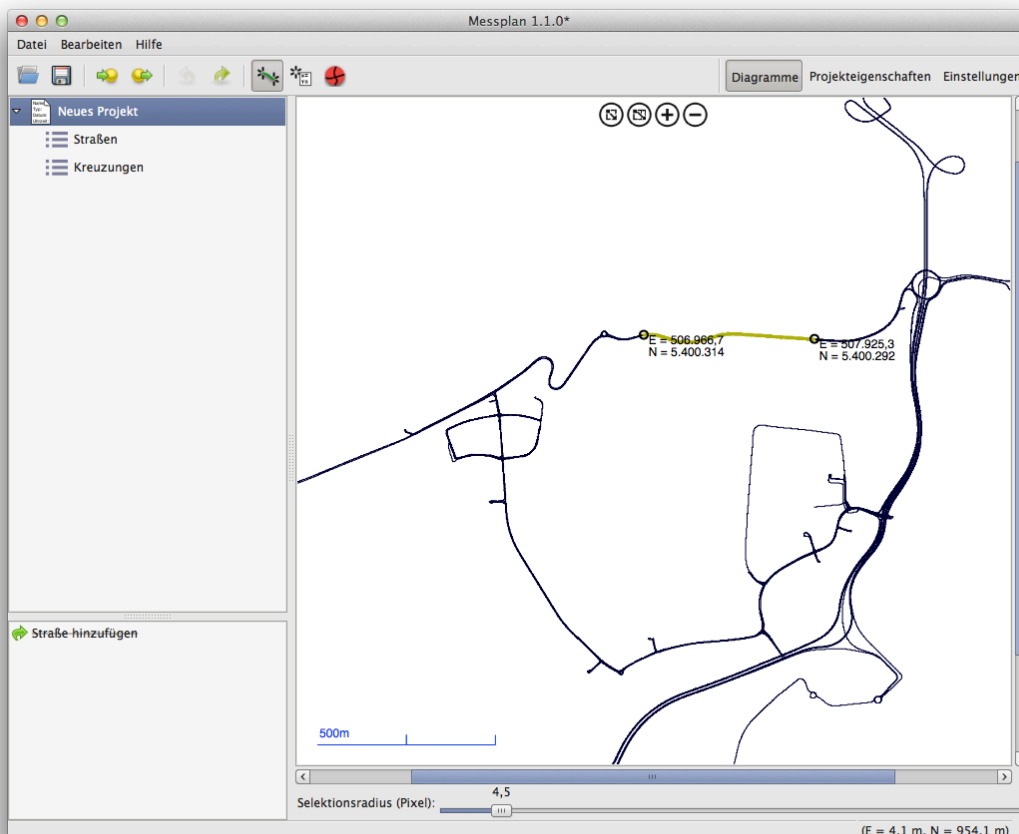 Messplan 1.1.0*
Datei Bearbeiten Hilfe
Diagramme Projekteigenschaften Einstellungen
Neues Projekt
Straßen
Kreuzungen
E = 506.966,7
N = 5.400.314
E = 507.925,3
N = 5.400.292
Straße hinzufügen
500m
4,5
Selektionsradius (Pixel):
(E = 4,1 m, N = 954,1 m)